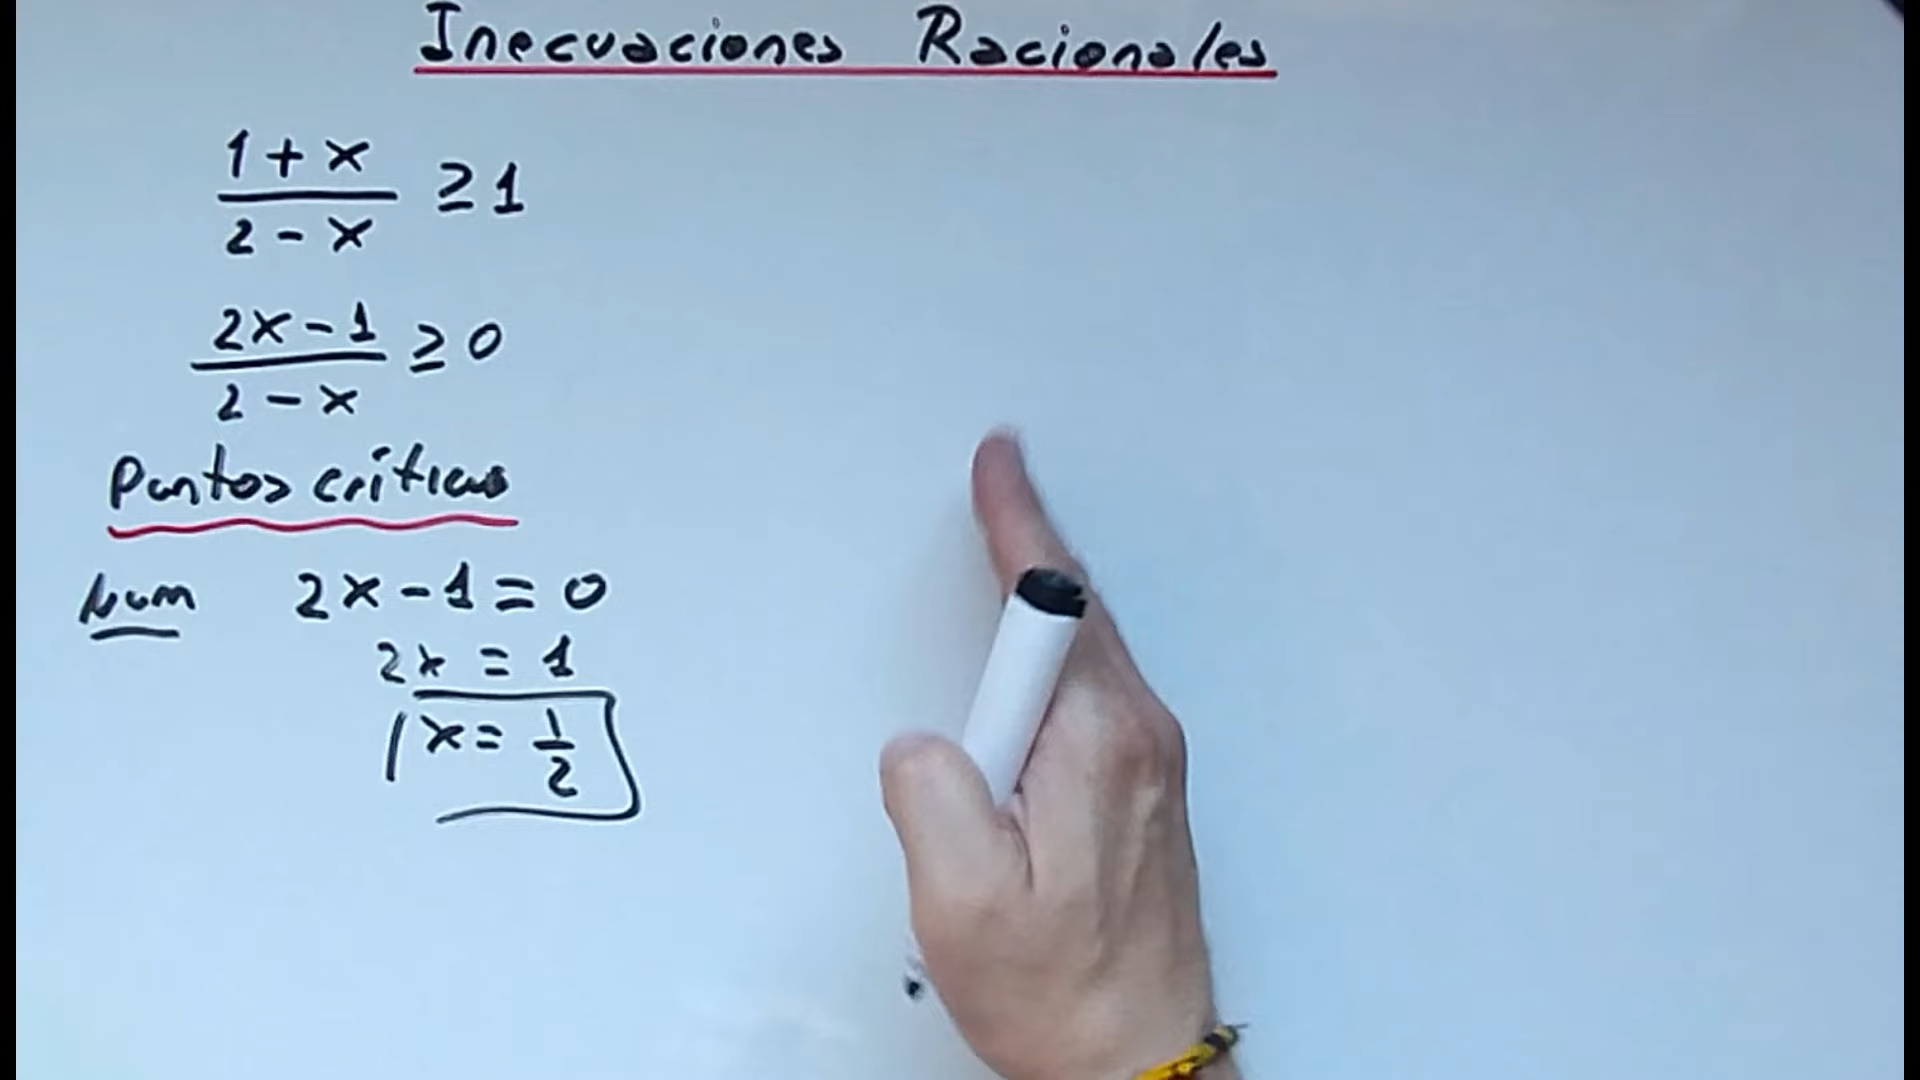 Inecuaciones Racionales
1 + x
2 - x
≥ 1
2x - 1
2 - x
≥ 0
Puntos críticos
Num 2x - 1 = 0
2x = 1
x = 1/2